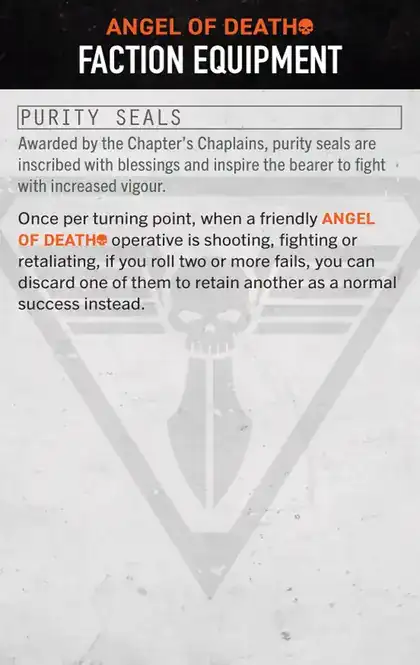 ANGEL OF DEATH
FACTION EQUIPMENT
PURITY SEALS
Awarded by the Chapter's Chaplains, purity seals are
inscribed with blessings and inspire the bearer to fight
with increased vigour.
Once per turning point, when a friendly ANGEL
OF DEATH operative is shooting, fighting or
retaliating, if you roll two or more fails, you can
discard one of them to retain another as a normal
success instead.